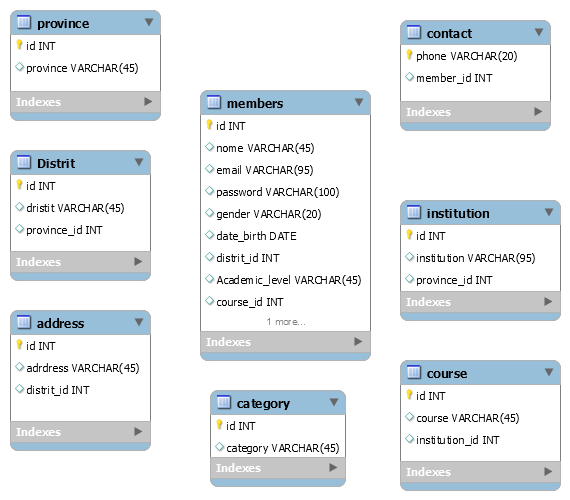 province
id INT
province VARCHAR(45)
Indexes
Distrit
id INT
dristit VARCHAR(45)
province_id INT
Indexes
address
id INT
adrdress VARCHAR(45)
distrit_id INT
Indexes
members
id INT
nome VARCHAR(45)
email VARCHAR(95)
password VARCHAR(100)
gender VARCHAR(20)
date_birth DATE
distrit_id INT
Academic_level VARCHAR(45)
course_id INT
1 more...
Indexes
category
id INT
category VARCHAR(45)
Indexes
contact
phone VARCHAR(20)
member_id INT
Indexes
institution
id INT
institution VARCHAR(95)
province_id INT
Indexes
course
id INT
course VARCHAR(45)
institution_id INT
Indexes